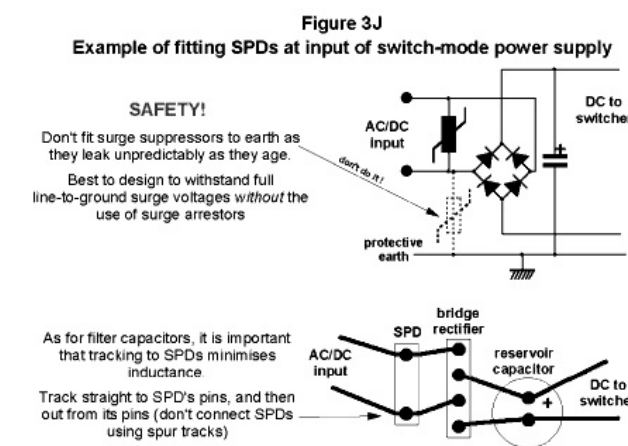 Figure 3J
Example of fitting SPDs at input of switch-mode power supply
SAFETY!
Don't fit surge suppressors to earth as
they leak unpredictably as they age.
Best to design to withstand full
line-to-ground surge voltages without the
use of surge arrestors
AC/DC
input
don't do it!
protective
earth
+
DC to
switche
As for filter capacitors, it is important
that tracking to SPDs minimises
inductance.
Track straight to SPD's pins, and then
out from its pins (don't connect SPDs
using spur tracks)
AC/DC
input
SPD
bridge
rectifier
reservoir
capacitor
+
DC to
switche